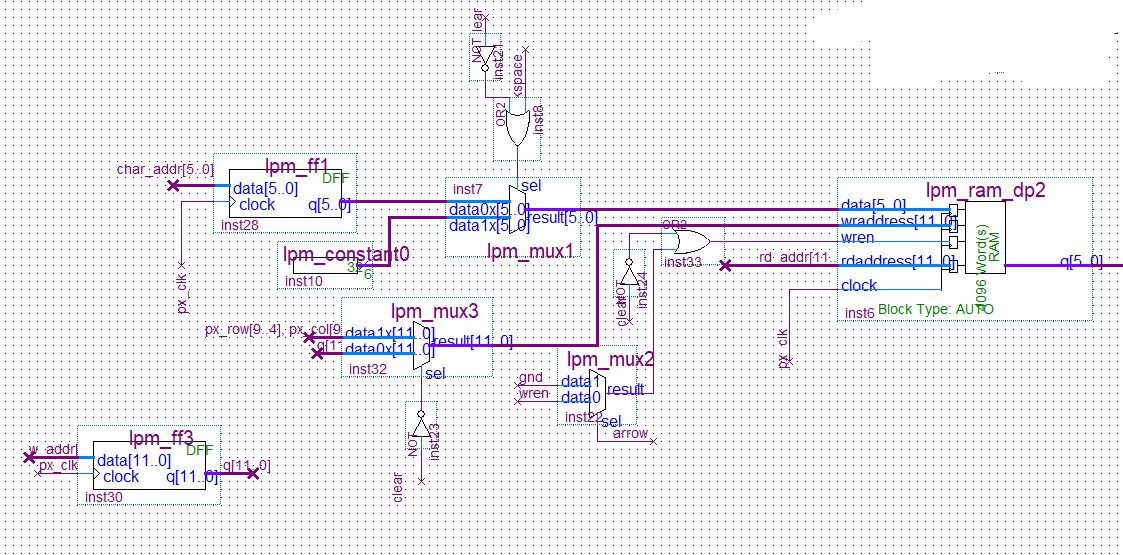 lear
NOT
inst21
kspace
OR2
inst8
char_addr[5..0]
lpm_ff1
DFF
data[5..0]
clock
q[5..0]
inst28
px_clk
inst7
sel
data0x[5..0]
data1x[5..0]
result[5..0]
lpm_mux1
lpm_constant0
32
6
inst10
lpm_mux3
px_row[9..4], px_col[9
data1x[11..0]
data0x[11..0]
result[11..0]
inst32
sel
NOT
inst23
clear
OR2
inst33
NOT
inst24
clear
lpm_mux2
gnd
wren
data1
data0
result
inst22
sel
arrow
lpm_ram_dp2
data[5..0]
wraddress[11..0]
wren
rd_addr[11..
rdaddress[11..0]
clock
4096 Word(s)
RAM
q[5..0]
Block Type: AUTO
inst6
px_clk
lpm_ff3
DFF
w_addr
px_clk
data[11..0]
clock
q[11..0]
q[11..0]
inst30